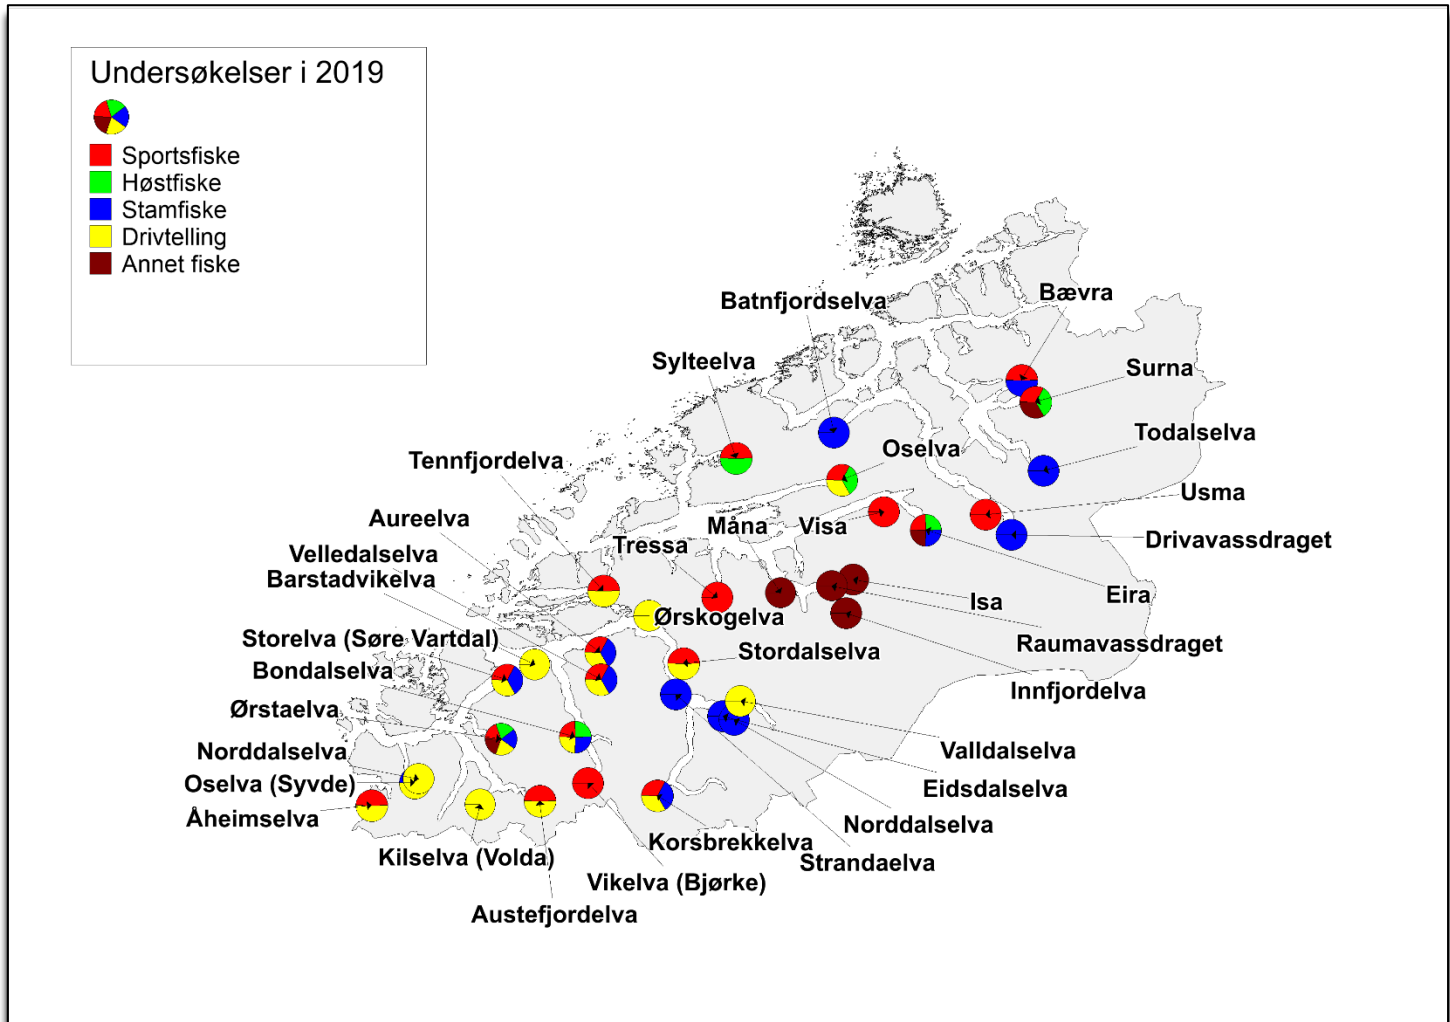 Undersøkelser i 2019
Sportsfiske
Høstfiske
Stamfiske
Drivtelling
Annet fiske
Bævra
Batnfjordselva
Sylteelva
Surna
Todalselva
Oselva
Tennfjordelva
Usma
Aureelva
Måna
Visa
Drivavassdraget
Tressa
Velledalselva
Barstadvikelva
Eira
Isa
Ørskogelva
Storelva (Søre Vartdal)
Raumavassdraget
Stordalselva
Bondalselva
Innfjordelva
Ørstaelva
Norddalselva
Valldalselva
Oselva (Syvde)
Eidsdalselva
Åheimselva
Norddalselva
Korsbrekkelva
Kilselva (Volda)
Strandaelva
Vikelva (Bjørke)
Austefjordelva